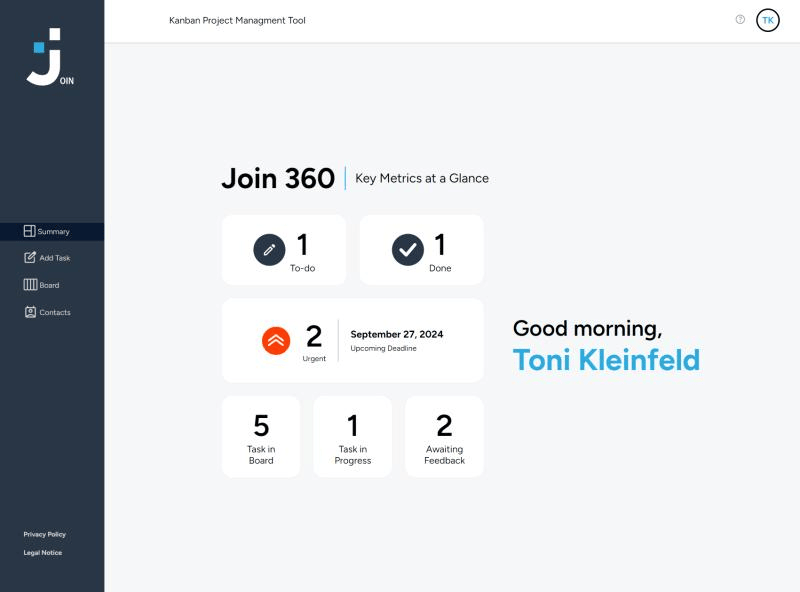 Kanban Project Managment Tool
TK
OIN
Join 360
Key Metrics at a Glance
Summary
Add Task
Board
Contacts
1
To-do
1
Done
2
Urgent
September 27, 2024
Upcoming Deadline
Good morning,
Toni Kleinfeld
5
Task in
Board
1
Task in
Progress
2
Awaiting
Feedback
Privacy Policy
Legal Notice